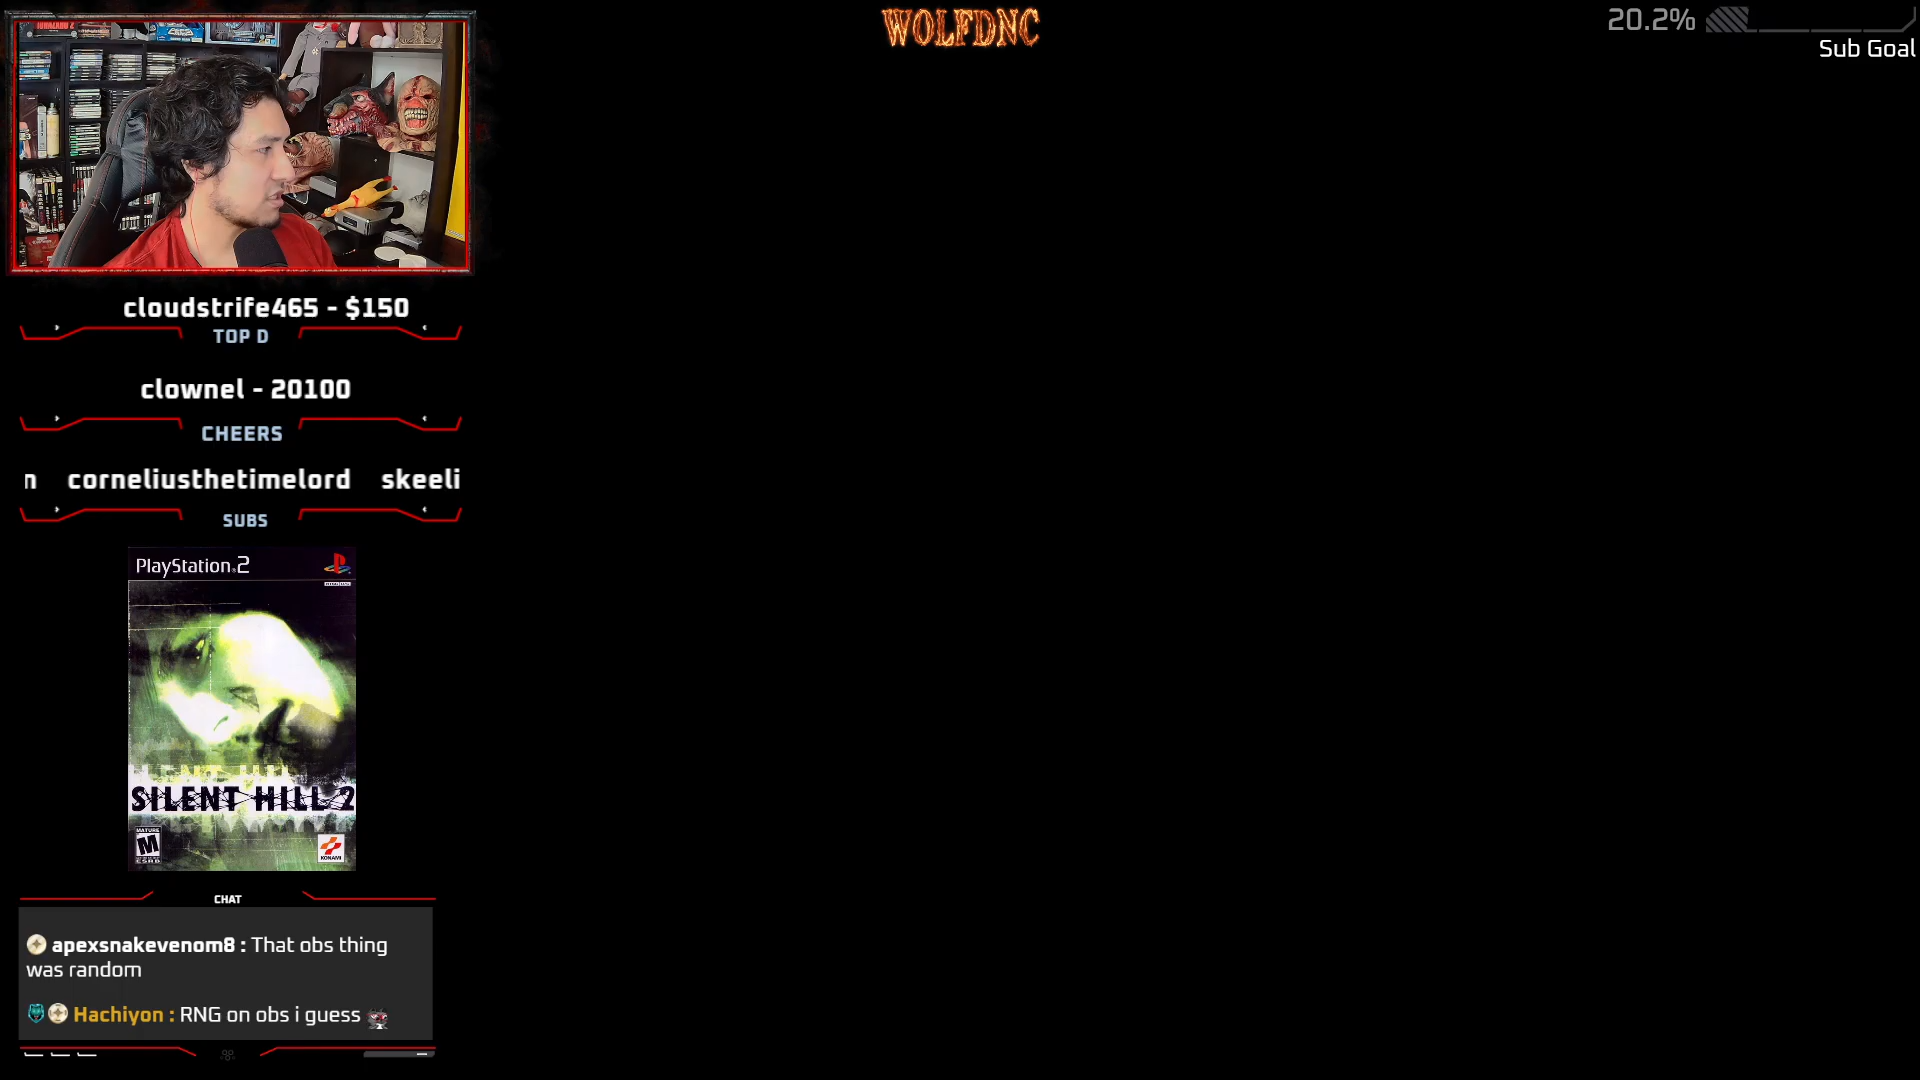 WOLFDNC
20.2%
Sub Goal
cloudstrife465 - $150
TOP D
clownel - 20100
CHEERS
n corneliusthetimelord skeeli
SUBS
PlayStation.2
SILENT HILL 2
MATURE
M
ESRB
KONAMI
CHAT
apexsnakevenom8 : That obs thing
was random
Hachiyon : RNG on obs i guess